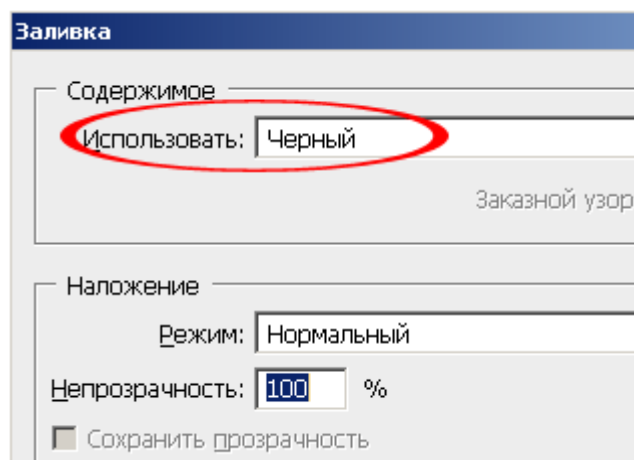 Заливка
Содержимое
Использовать: Черный
Заказной узор
Наложение
Режим: Нормальный
Непрозрачность: 100 %
Сохранить прозрачность